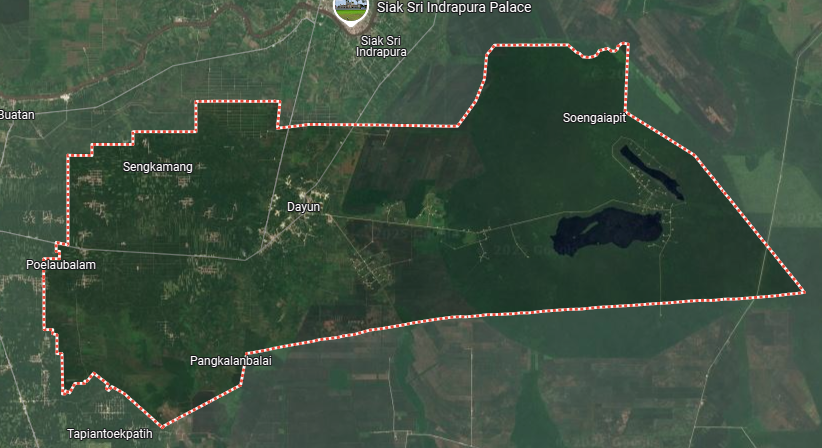 Siak Sri Indrapura Palace
Siak Sri
Indrapura
Buatan
Soengaiapit
Sengkamang
Dayun
Poelaubalam
Pangkalanbalai
Tapiantoekpatih